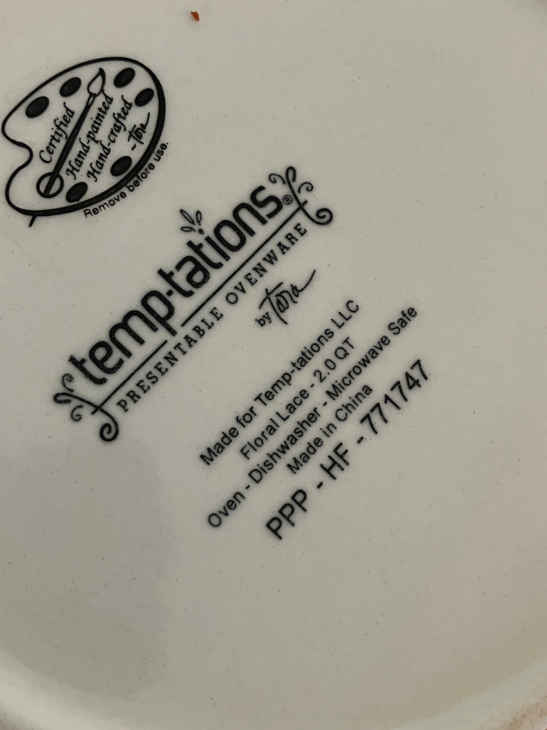 Certified
Hand-painted
Hand-crafted
-Tara
Remove before use.
temp-tations®
PRESENTABLE OVENWARE
by Tara
Made for Temp-tations LLC
Floral Lace - 2.0 QT
Oven - Dishwasher - Microwave Safe
Made in China
PPP - HF - 771747